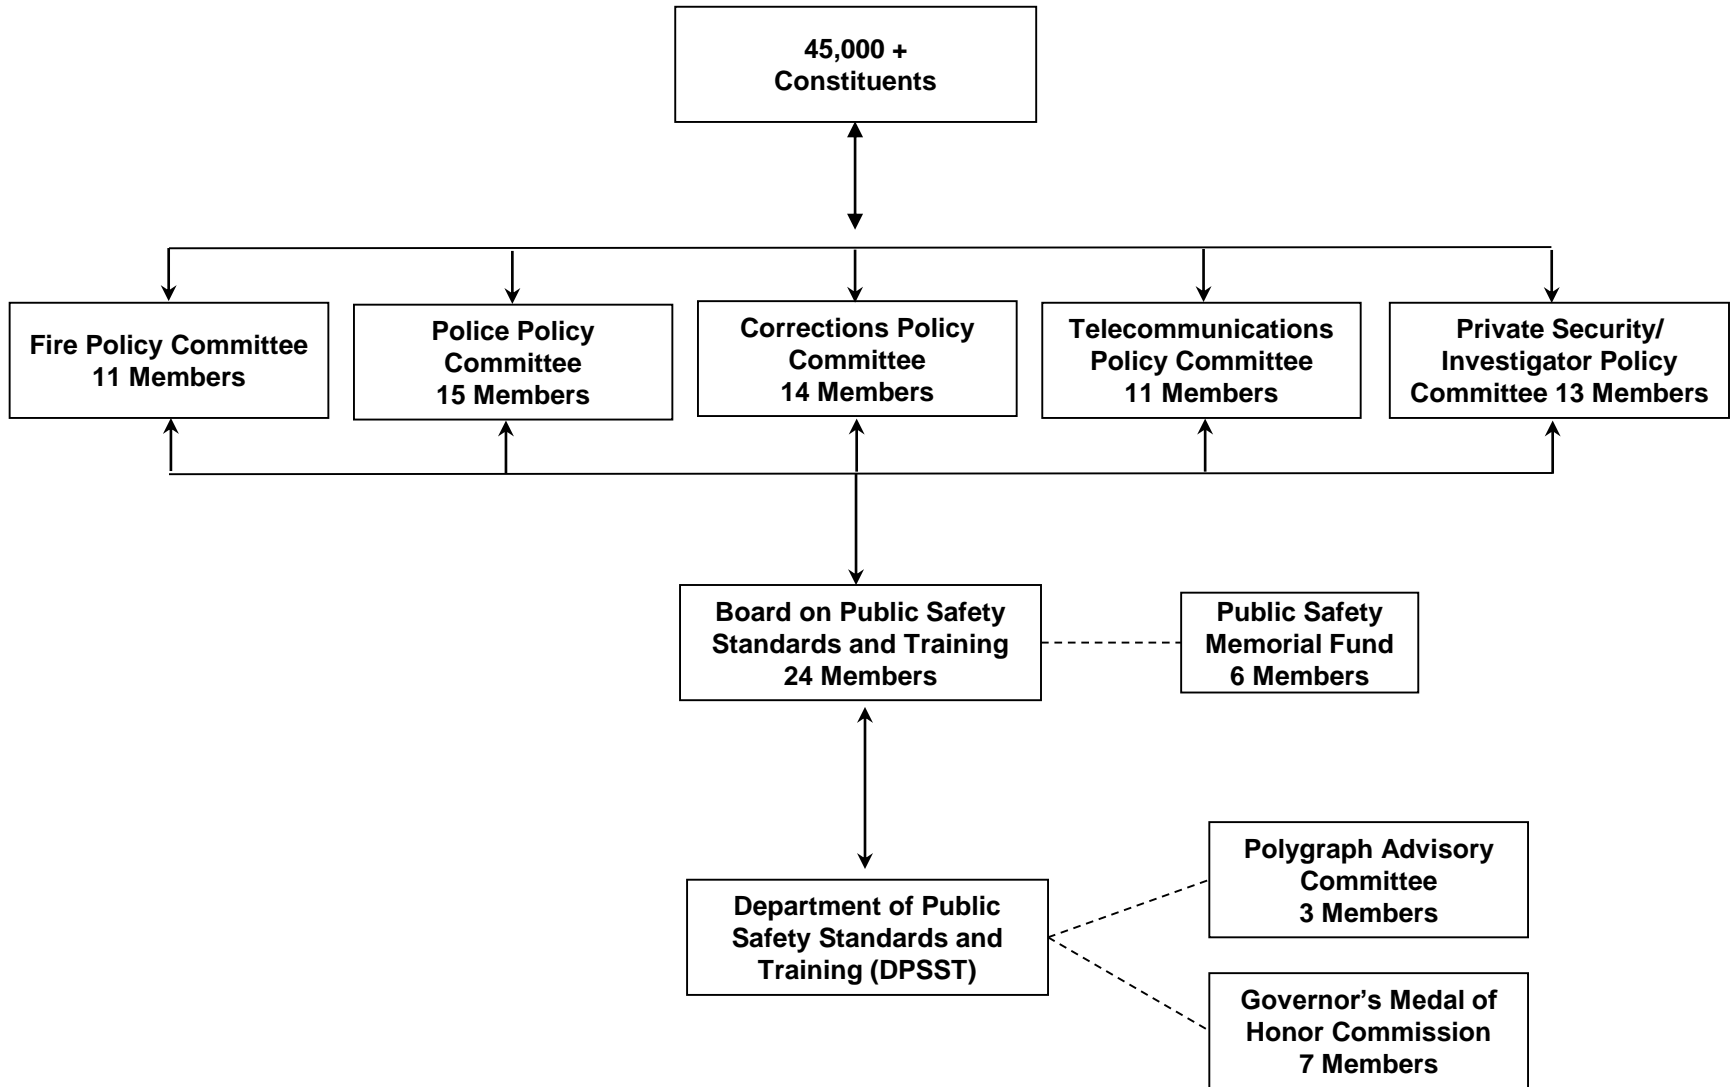 45,000 +
Constituents
Fire Policy Committee
11 Members
Police Policy
Committee
15 Members
Corrections Policy
Committee
14 Members
Telecommunications
Policy Committee
11 Members
Private Security/
Investigator Policy
Committee 13 Members
Board on Public Safety
Standards and Training
24 Members
Public Safety
Memorial Fund
6 Members
Department of Public
Safety Standards and
Training (DPSST)
Polygraph Advisory
Committee
3 Members
Governor’s Medal of
Honor Commission
7 Members